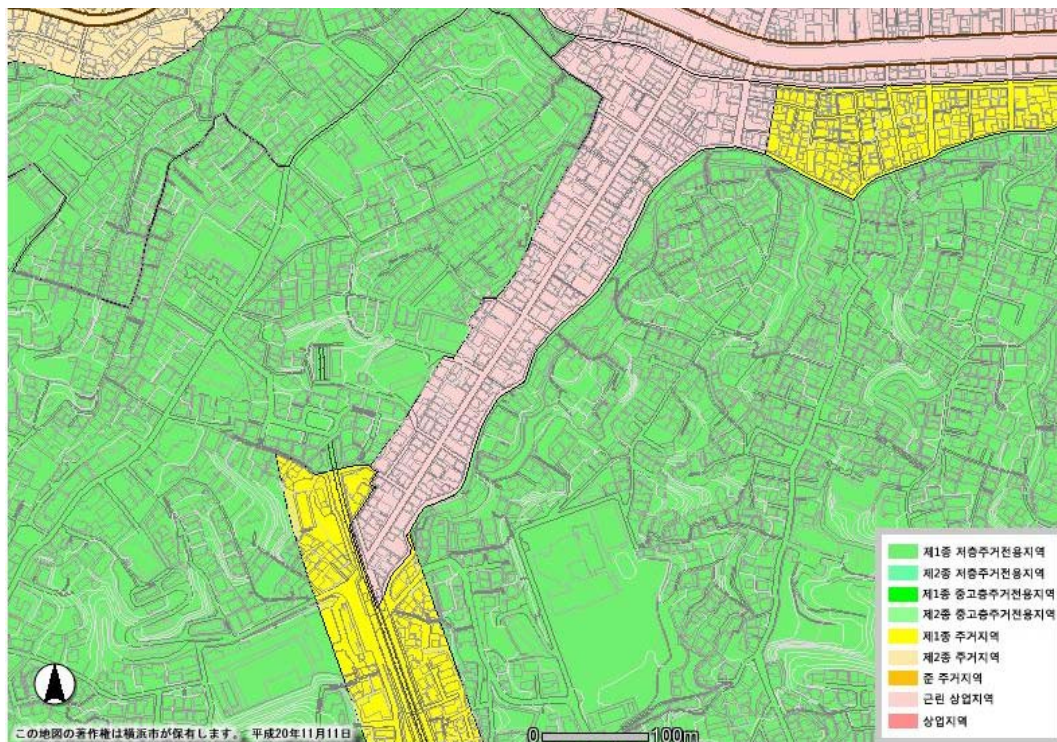 제1종 저층주거전용지역
제2종 저층주거전용지역
제1종 중고층주거전용지역
제2종 중고층주거전용지역
제1종 주거지역
제2종 주거지역
준 주거지역
근린 상업지역
상업지역
この地図の著作権は横浜市が保有します。 平成20年11月11日
0 100m